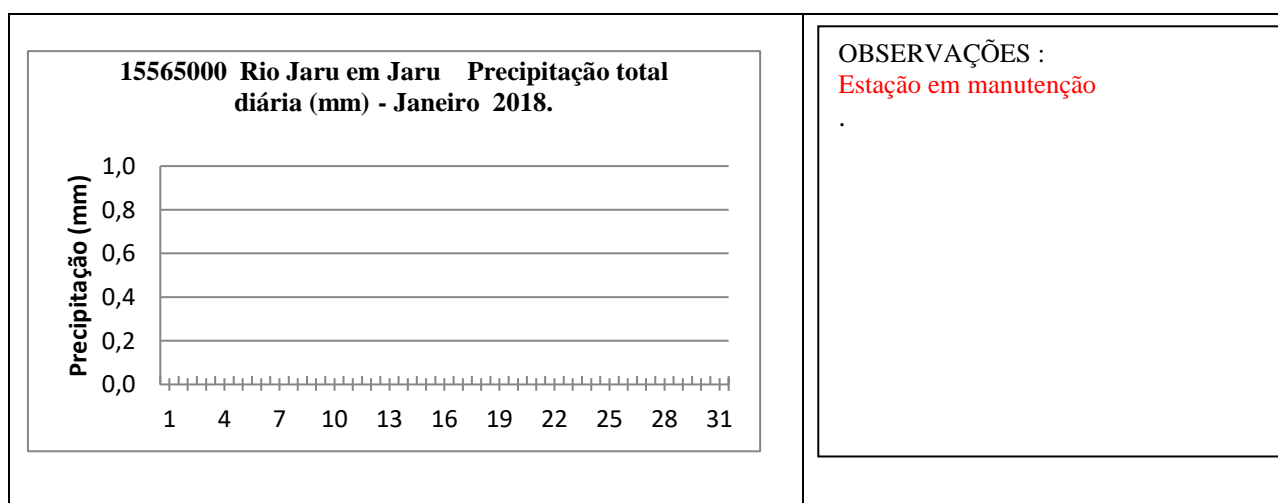 15565000 Rio Jaru em Jaru Precipitação total
diária (mm) - Janeiro 2018.
Precipitação (mm)
1,0
0,8
0,6
0,4
0,2
0,0
1 4 7 10 13 16 19 22 25 28 31
OBSERVAÇÕES :
Estação em manutenção
.